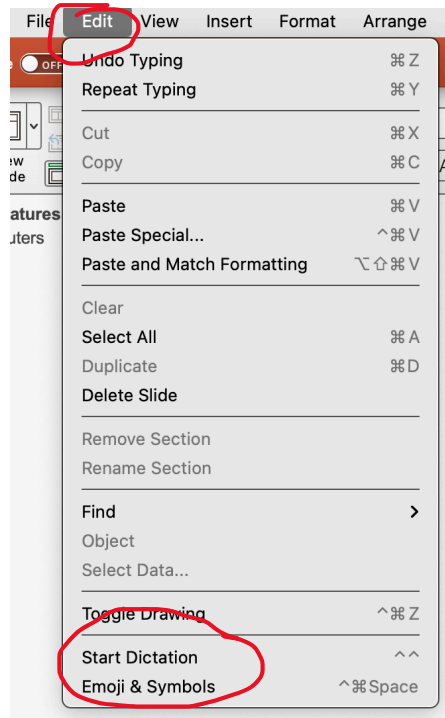 File Edit View Insert Format Arrange
OFF
Undo Typing ⌘Z
Repeat Typing ⌘Y
Cut ⌘X
Copy ⌘C
ew
de
Paste ⌘V
atures
Paste Special... ^⌘V
uters
Paste and Match Formatting ⌥⇧⌘V
Clear
Select All ⌘A
Duplicate ⌘D
Delete Slide
Remove Section
Rename Section
Find
Object
Select Data...
Toggle Drawing ^⌘Z
Start Dictation ^^
Emoji & Symbols ^⌘Space